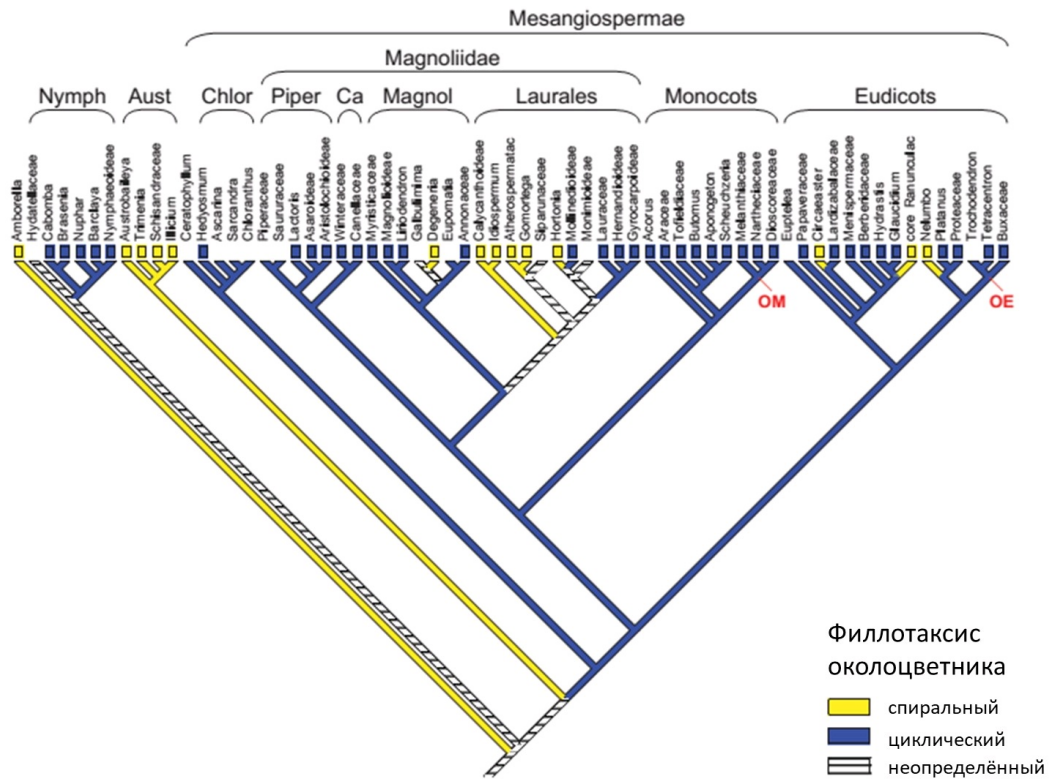 Mesangiospermae
Magnoliidae
Nymph Aust Chlor Piper Ca Magnol Laurales Monocots Eudicots
Amborella
Hydatellaceae
Cabomba
Brasenia
Nuphar
Barclaya
Nymphaeoideae
Austrobaileya
Trimenia
Schisandraceae
Illicium
Ceratophyllum
Hedyosmum
Ascarina
Sarcandra
Chloranthus
Piperaceae
Saururaceae
Lactoris
Asaroideae
Aristolochioideae
Winteraceae
Canellaceae
Myristicaceae
Magnolioideae
Liriodendron
Galbulimima
Degeneria
Eupomatia
Annonaceae
Calycanthoideae
Idiospermum
Atherospermatac
Gomortega
Siparunaceae
Hortonia
Mollinedioideae
Monimioideae
Lauraceae
Hernandioideae
Gyrocarpoideae
Acorus
Araceae
Tofieldiaceae
Butomus
Aponogeton
Scheuchzeria
Melanthiaceae
Nartheciaceae
Dioscoreaceae
Euptelea
Papaveraceae
Circaeaster
Lardizabalaceae
Menispermaceae
Berberidaceae
Hydrastis
Glaucidium
core Ranunculac
Nelumbo
Platanus
Proteaceae
Trochodendron
Tetracentron
Buxaceae
OM
OE
Филлотаксис
околоцветника
спиральный
циклический
неопределённый